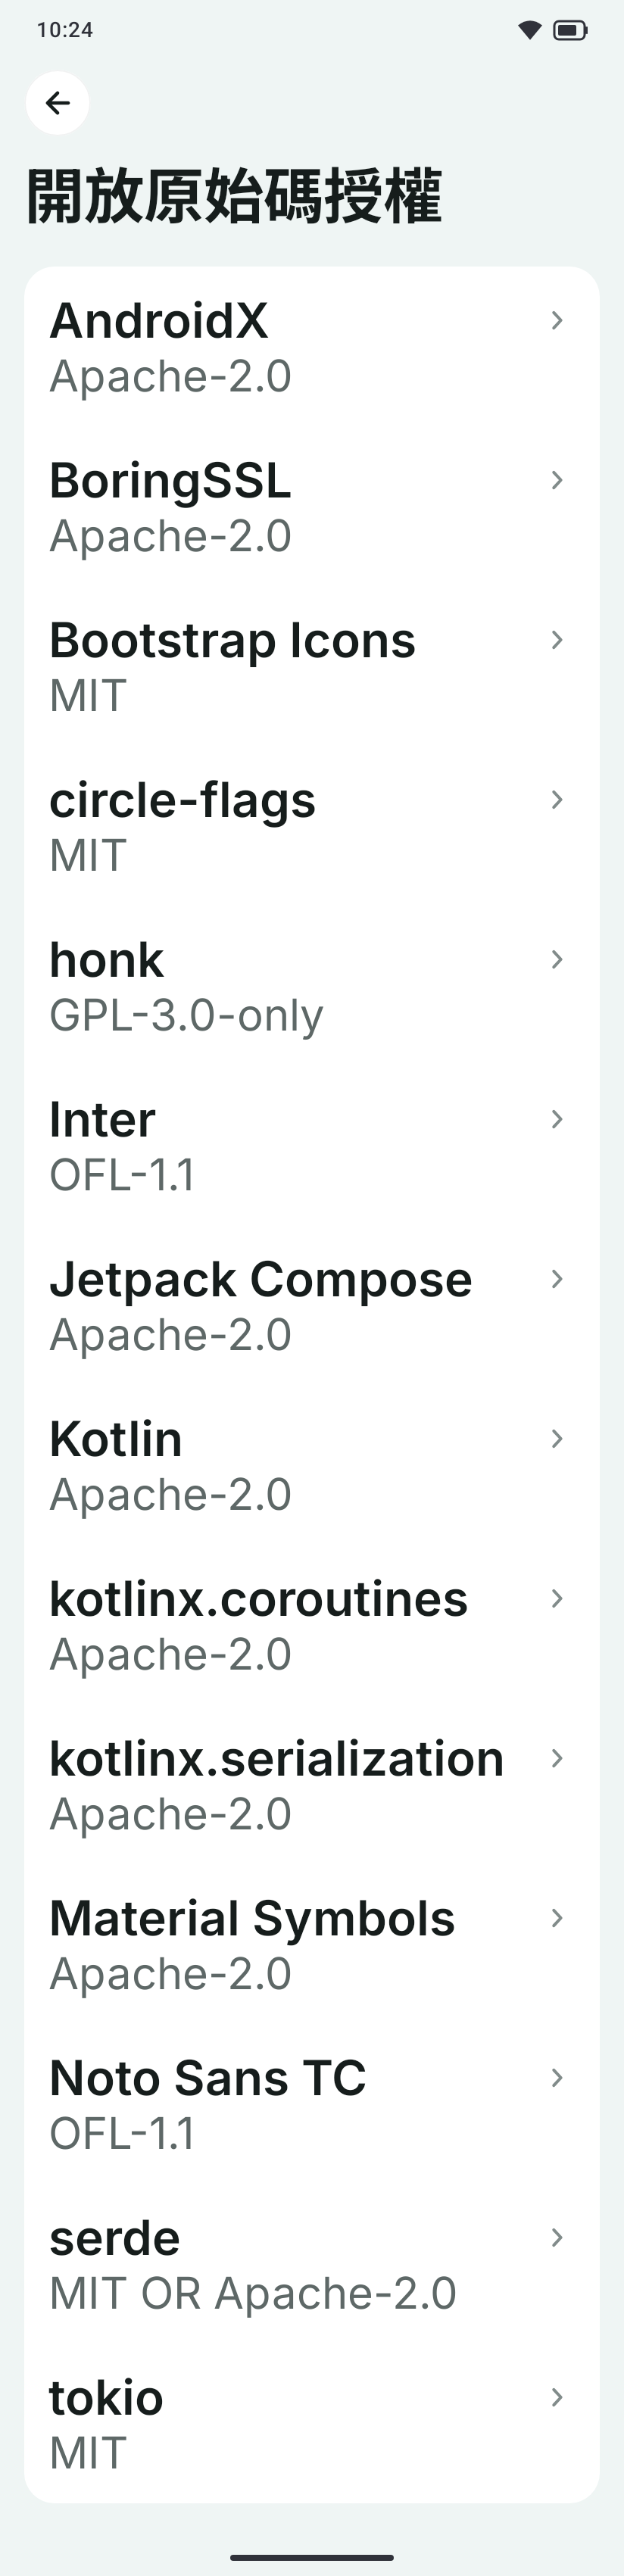 10:24
開放原始碼授權
AndroidX
Apache-2.0
BoringSSL
Apache-2.0
Bootstrap Icons
MIT
circle-flags
MIT
honk
GPL-3.0-only
Inter
OFL-1.1
Jetpack Compose
Apache-2.0
Kotlin
Apache-2.0
kotlinx.coroutines
Apache-2.0
kotlinx.serialization
Apache-2.0
Material Symbols
Apache-2.0
Noto Sans TC
OFL-1.1
serde
MIT OR Apache-2.0
tokio
MIT